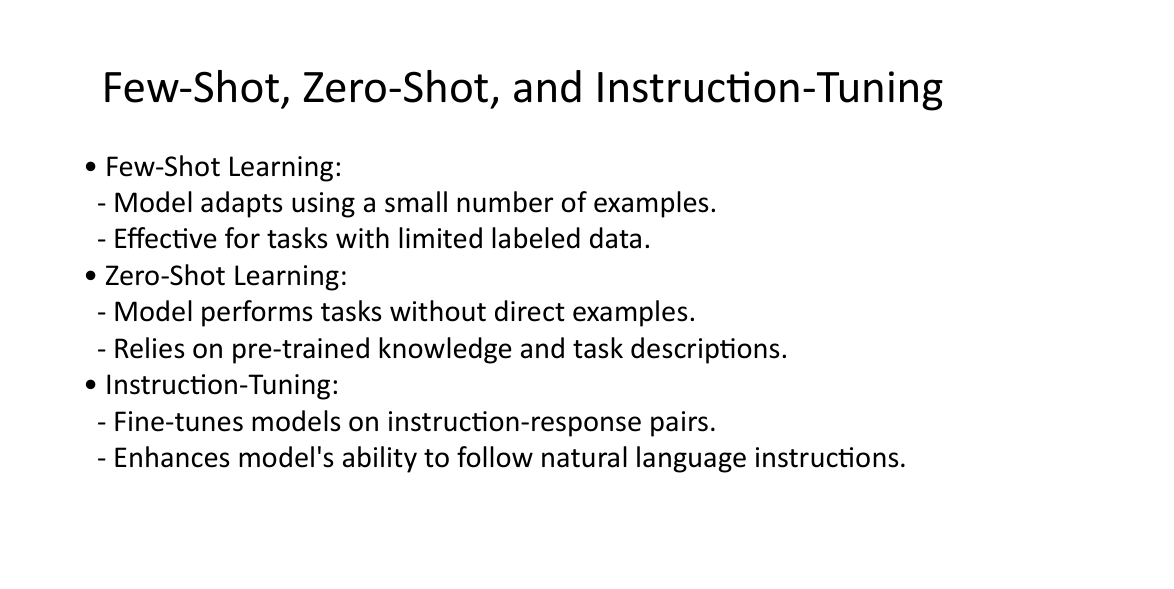 Few-Shot, Zero-Shot, and Instruction-Tuning
• Few-Shot Learning:
- Model adapts using a small number of examples.
- Effective for tasks with limited labeled data.
• Zero-Shot Learning:
- Model performs tasks without direct examples.
- Relies on pre-trained knowledge and task descriptions.
• Instruction-Tuning:
- Fine-tunes models on instruction-response pairs.
- Enhances model's ability to follow natural language instructions.